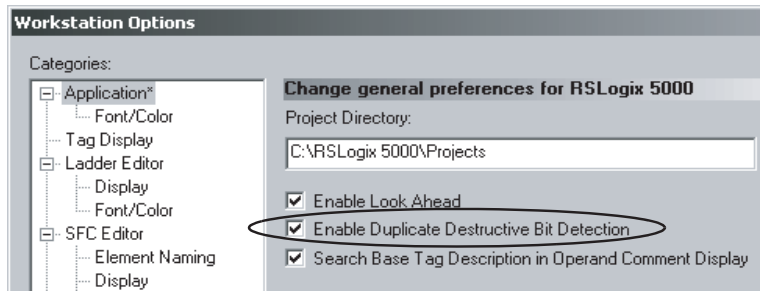 Workstation Options
Categories:
Application*
Font/Color
Tag Display
Ladder Editor
Display
Font/Color
SFC Editor
Element Naming
Display
Change general preferences for RSLogix 5000
Project Directory:
C:\RSLogix 5000\Projects
Enable Look Ahead
Enable Duplicate Destructive Bit Detection
Search Base Tag Description in Operand Comment Display